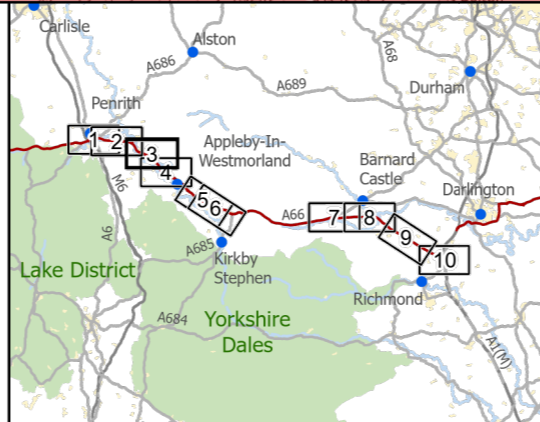 Carlisle
Alston
A686
A68
A689
Durham
Penrith
1
2
3
4
5
6
Appleby-In-
Westmorland
Barnard
Castle
Darlington
M6
A6
A66
7
8
9
10
A685
Kirkby
Stephen
Lake District
Richmond
A684
Yorkshire
Dales
A1(M)